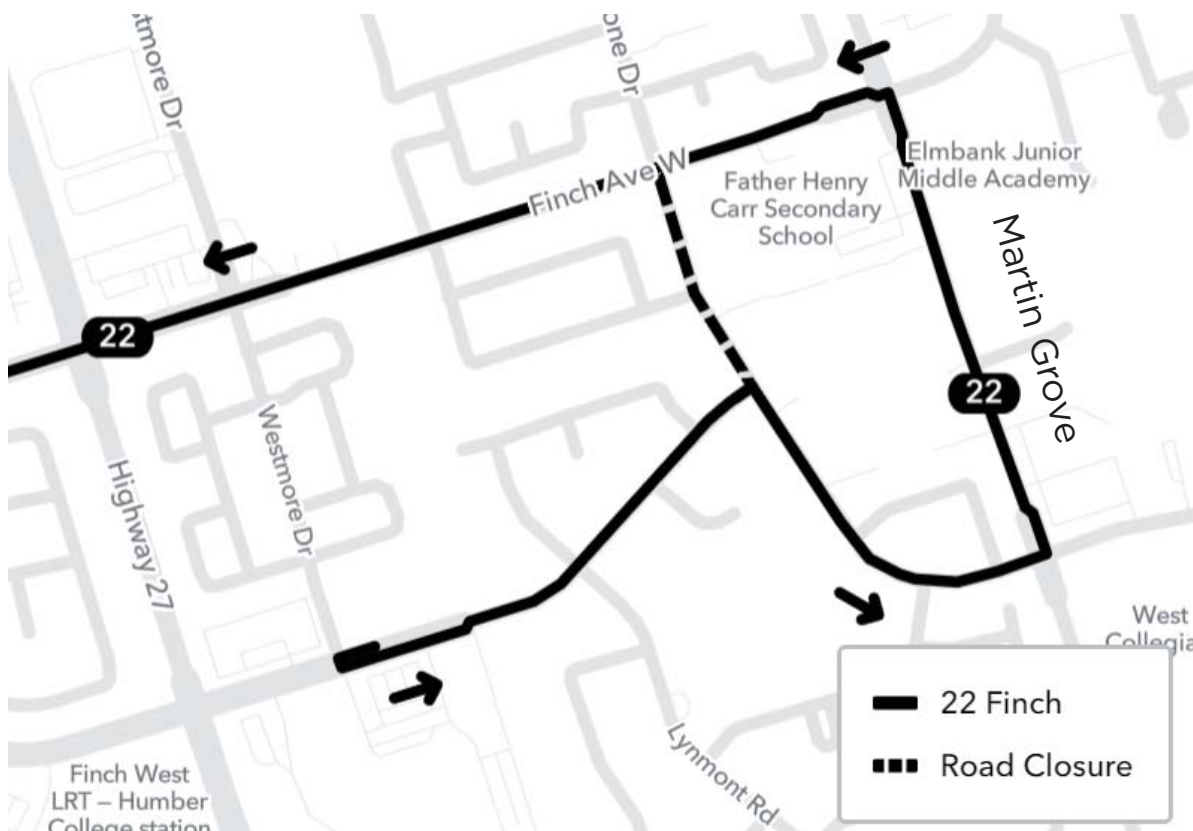 stmore Dr
one Dr
Finch Ave W
Father Henry
Carr Secondary
School
Elmbank Junior
Middle Academy
Martin Grove
22
22
Highway 27
Westmore Dr
Lynmont Rd
Finch West
LRT – Humber
College station
West
Collegia
22 Finch
Road Closure